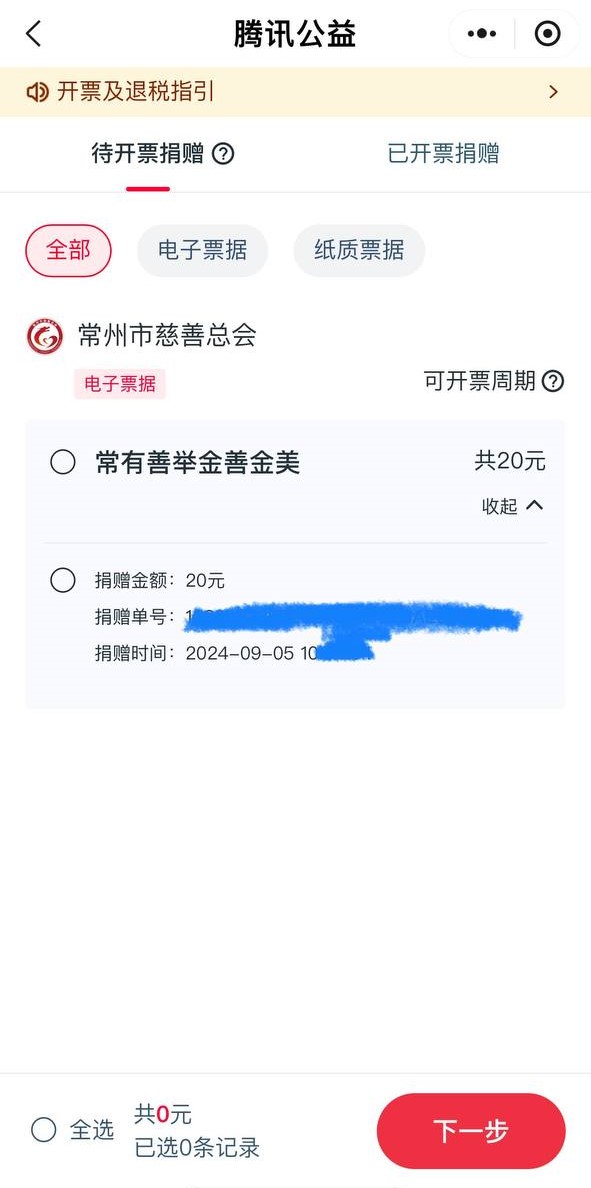 腾讯公益
开票及退税指引
待开票捐赠
已开票捐赠
全部 电子票据 纸质票据
常州市慈善总会
电子票据
可开票周期
常有善举金善金美
共20元
收起
捐赠金额：20元
捐赠单号：
捐赠时间：2024-09-05 10
全选
共0元
已选0条记录
下一步